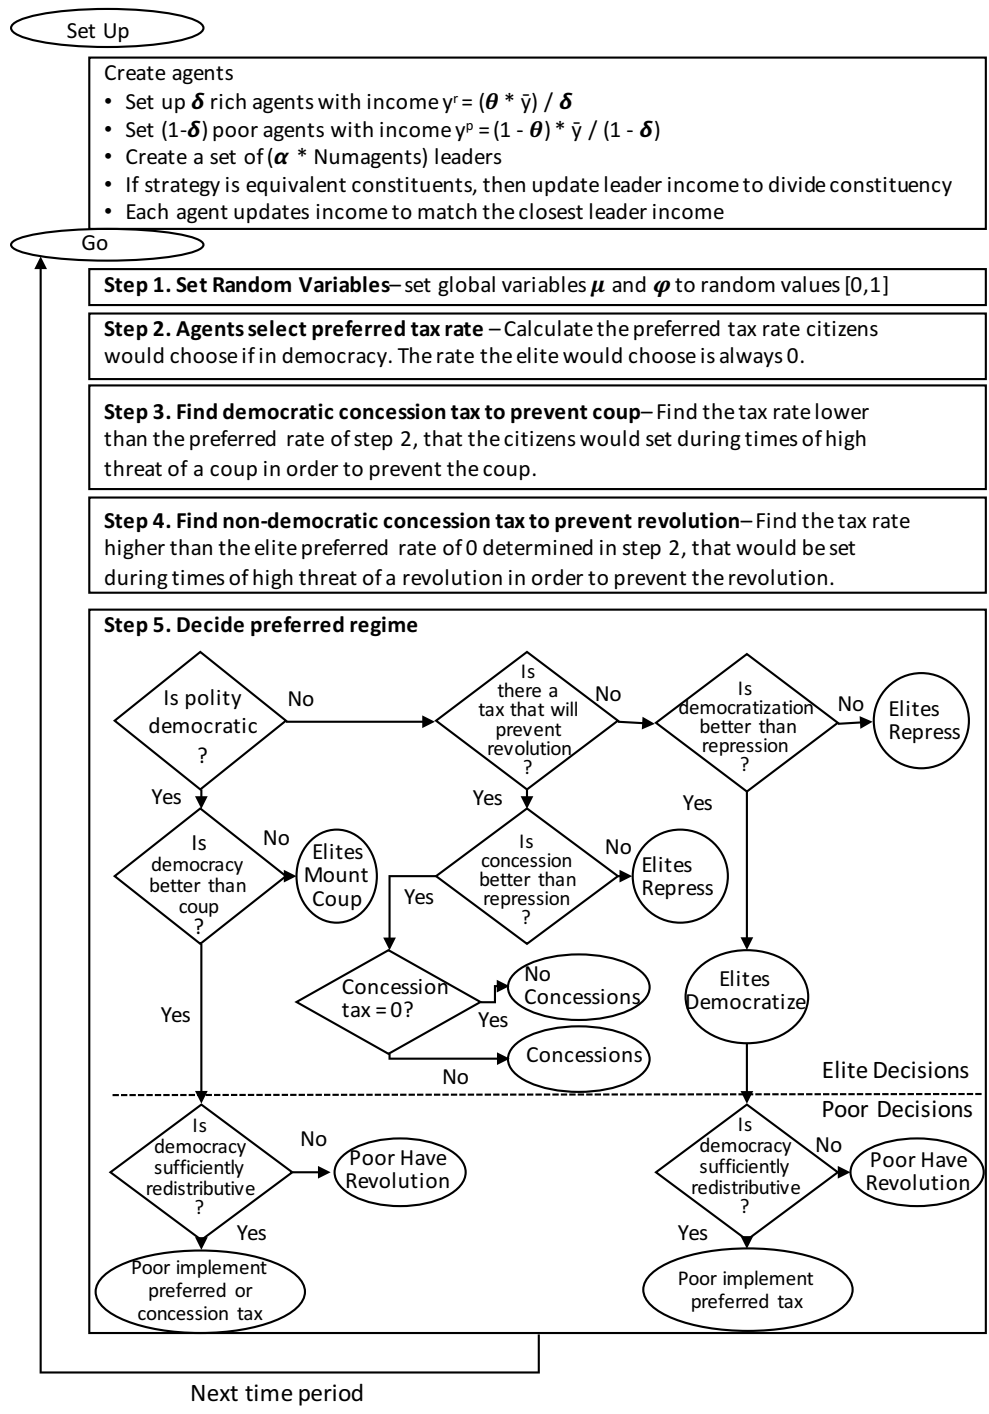 Set Up
Create agents
• Set up δ rich agents with income yʳ = (θ * ȳ) / δ
• Set (1-δ) poor agents with income yᵖ = (1 - θ) * ȳ / (1 - δ)
• Create a set of (α * Numagents) leaders
• If strategy is equivalent constituents, then update leader income to divide constituency
• Each agent updates income to match the closest leader income
Go
Step 1. Set Random Variables– set global variables μ and φ to random values [0,1]
Step 2. Agents select preferred tax rate – Calculate the preferred tax rate citizens
would choose if in democracy. The rate the elite would choose is always 0.
Step 3. Find democratic concession tax to prevent coup– Find the tax rate lower
than the preferred rate of step 2, that the citizens would set during times of high
threat of a coup in order to prevent the coup.
Step 4. Find non-democratic concession tax to prevent revolution– Find the tax rate
higher than the elite preferred rate of 0 determined in step 2, that would be set
during times of high threat of a revolution in order to prevent the revolution.
Step 5. Decide preferred regime
Is polity
democratic
?
No
Is
there a
tax that will
prevent
revolution
?
No
Is
democratization
better than
repression
?
No
Elites
Repress
Yes
Yes
Yes
Is
democracy
better than
coup
?
No
Elites
Mount
Coup
Is
concession
better than
repression
?
No
Elites
Repress
Yes
Concession
tax = 0?
No
Concessions
Yes
Concessions
No
Elites
Democratize
Yes
Elite Decisions
Poor Decisions
Is
democracy
sufficiently
redistributive
?
No
Poor Have
Revolution
Yes
Poor implement
preferred or
concession tax
Is
democracy
sufficiently
redistributive
?
No
Poor Have
Revolution
Yes
Poor implement
preferred tax
Next time period